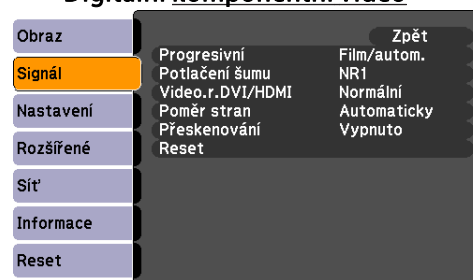 Digitální komponentní video
Obraz
Signál
Nastavení
Rozšířené
Síť
Informace
Reset
Zpět
Progresivní Film/autom.
Potlačení šumu NR1
Video.r.DVI/HDMI Normální
Poměr stran Automaticky
Přeskenování Vypnuto
Reset